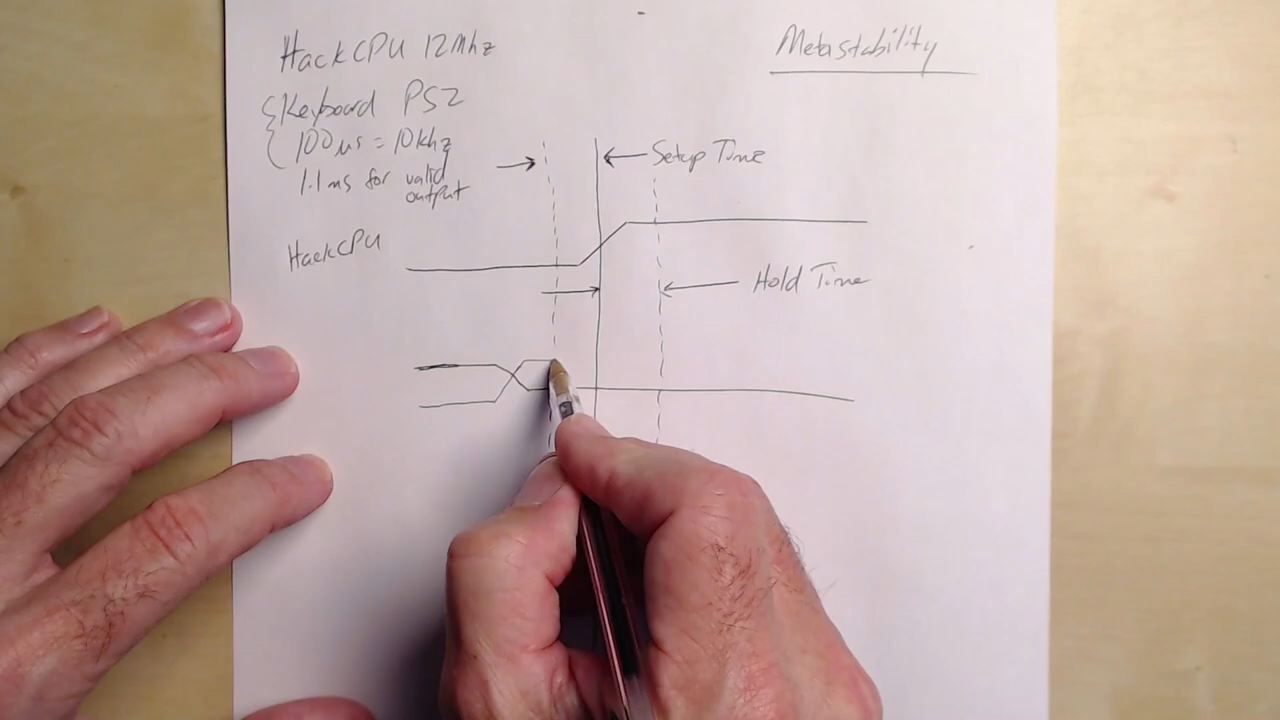 HackCPU 12Mhz
Metastability
Keyboard PS2
100µs = 10khz
1.1ms for valid
output
Setup Time
HackCPU
Hold Time